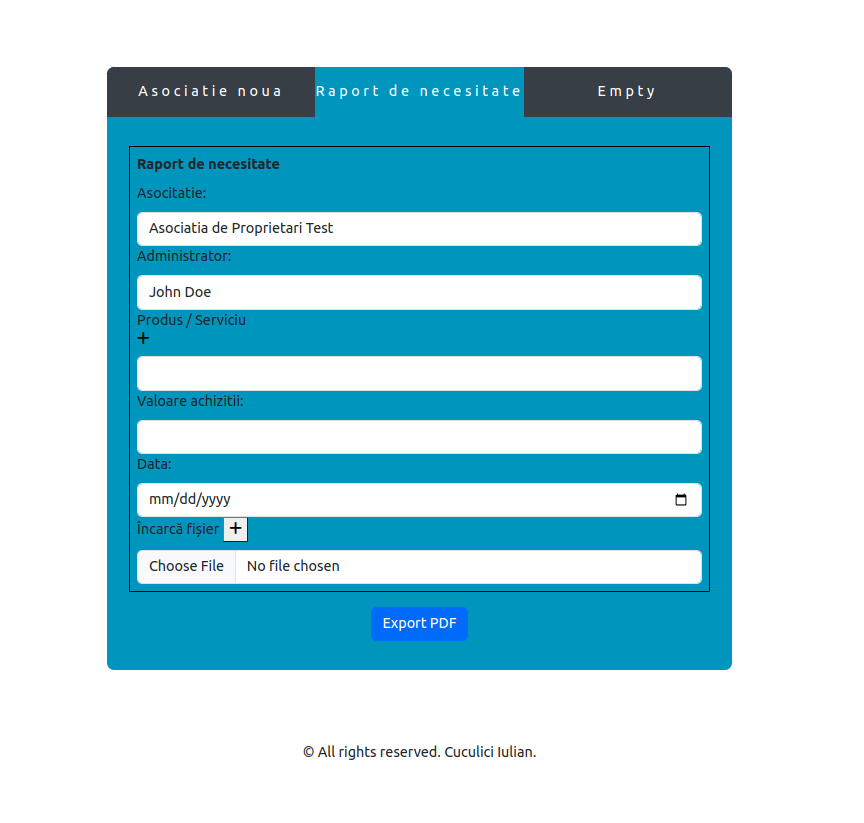 Asociatie noua Raport de necesitate Empty
Raport de necesitate
Asocitatie:
Asociatia de Proprietari Test
Administrator:
John Doe
Produs / Serviciu
+
Valoare achizitii:
Data:
mm/dd/yyyy
Încarcă fișier +
Choose File No file chosen
Export PDF
© All rights reserved. Cuculici Iulian.